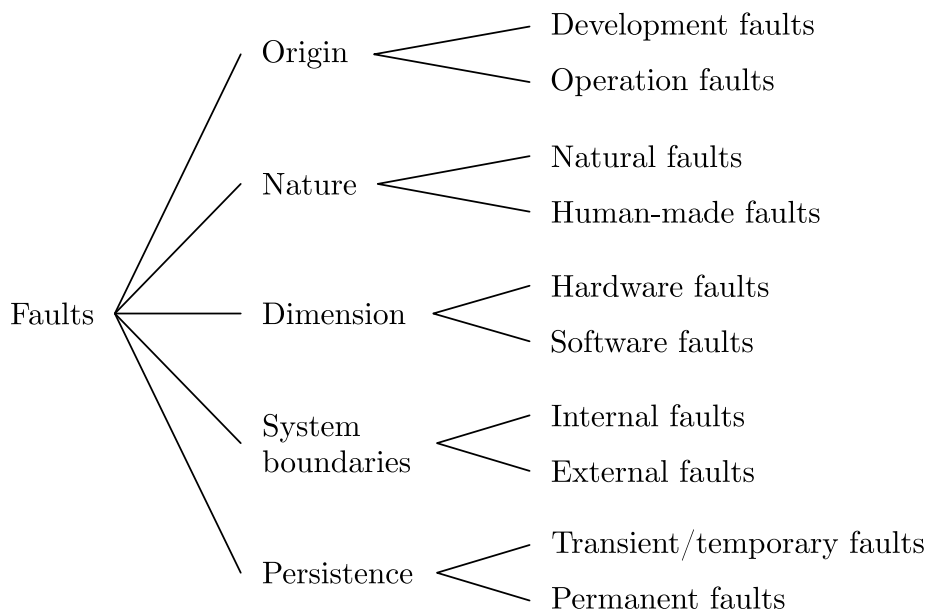 Faults
Origin
Development faults
Operation faults
Nature
Natural faults
Human-made faults
Dimension
Hardware faults
Software faults
System
boundaries
Internal faults
External faults
Persistence
Transient/temporary faults
Permanent faults